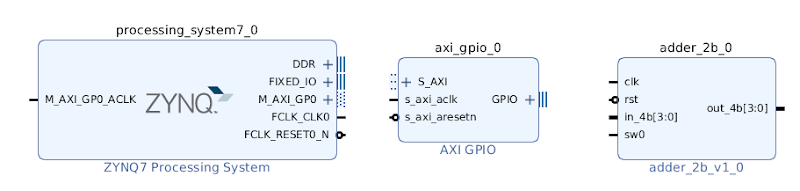 processing_system7_0
DDR
FIXED_IO
M_AXI_GP0_ACLK
ZYNQ
M_AXI_GP0
FCLK_CLK0
FCLK_RESET0_N
ZYNQ7 Processing System
axi_gpio_0
S_AXI
s_axi_aclk
GPIO
s_axi_aresetn
AXI GPIO
adder_2b_0
clk
rst
in_4b[3:0]
sw0
out_4b[3:0]
adder_2b_v1_0